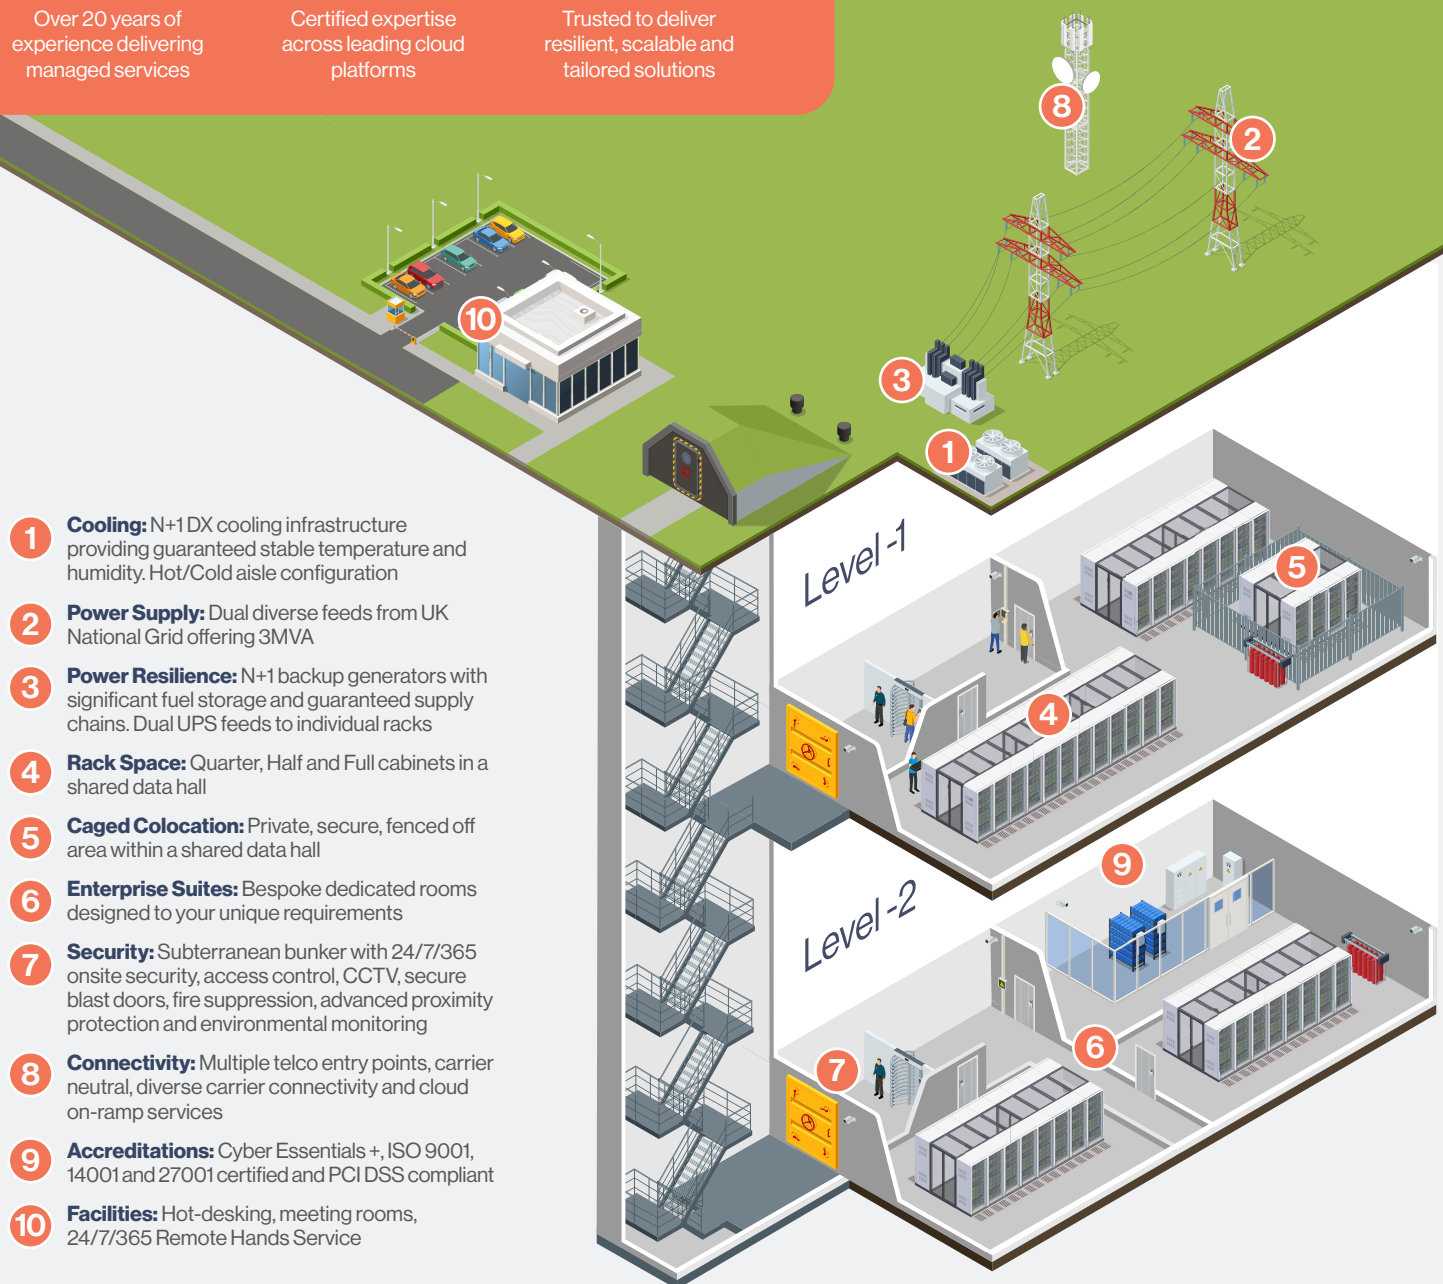 Over 20 years of
experience delivering
managed services
Certified expertise
across leading cloud
platforms
Trusted to deliver
resilient, scalable and
tailored solutions
8
2
10
3
1
Level -1
5
4
9
Level -2
6
7
1
Cooling: N+1 DX cooling infrastructure
providing guaranteed stable temperature and
humidity. Hot/Cold aisle configuration
2
Power Supply: Dual diverse feeds from UK
National Grid offering 3MVA
3
Power Resilience: N+1 backup generators with
significant fuel storage and guaranteed supply
chains. Dual UPS feeds to individual racks
4
Rack Space: Quarter, Half and Full cabinets in a
shared data hall
5
Caged Colocation: Private, secure, fenced off
area within a shared data hall
6
Enterprise Suites: Bespoke dedicated rooms
designed to your unique requirements
7
Security: Subterranean bunker with 24/7/365
onsite security, access control, CCTV, secure
blast doors, fire suppression, advanced proximity
protection and environmental monitoring
8
Connectivity: Multiple telco entry points, carrier
neutral, diverse carrier connectivity and cloud
on-ramp services
9
Accreditations: Cyber Essentials +, ISO 9001,
14001 and 27001 certified and PCI DSS compliant
10
Facilities: Hot-desking, meeting rooms,
24/7/365 Remote Hands Service